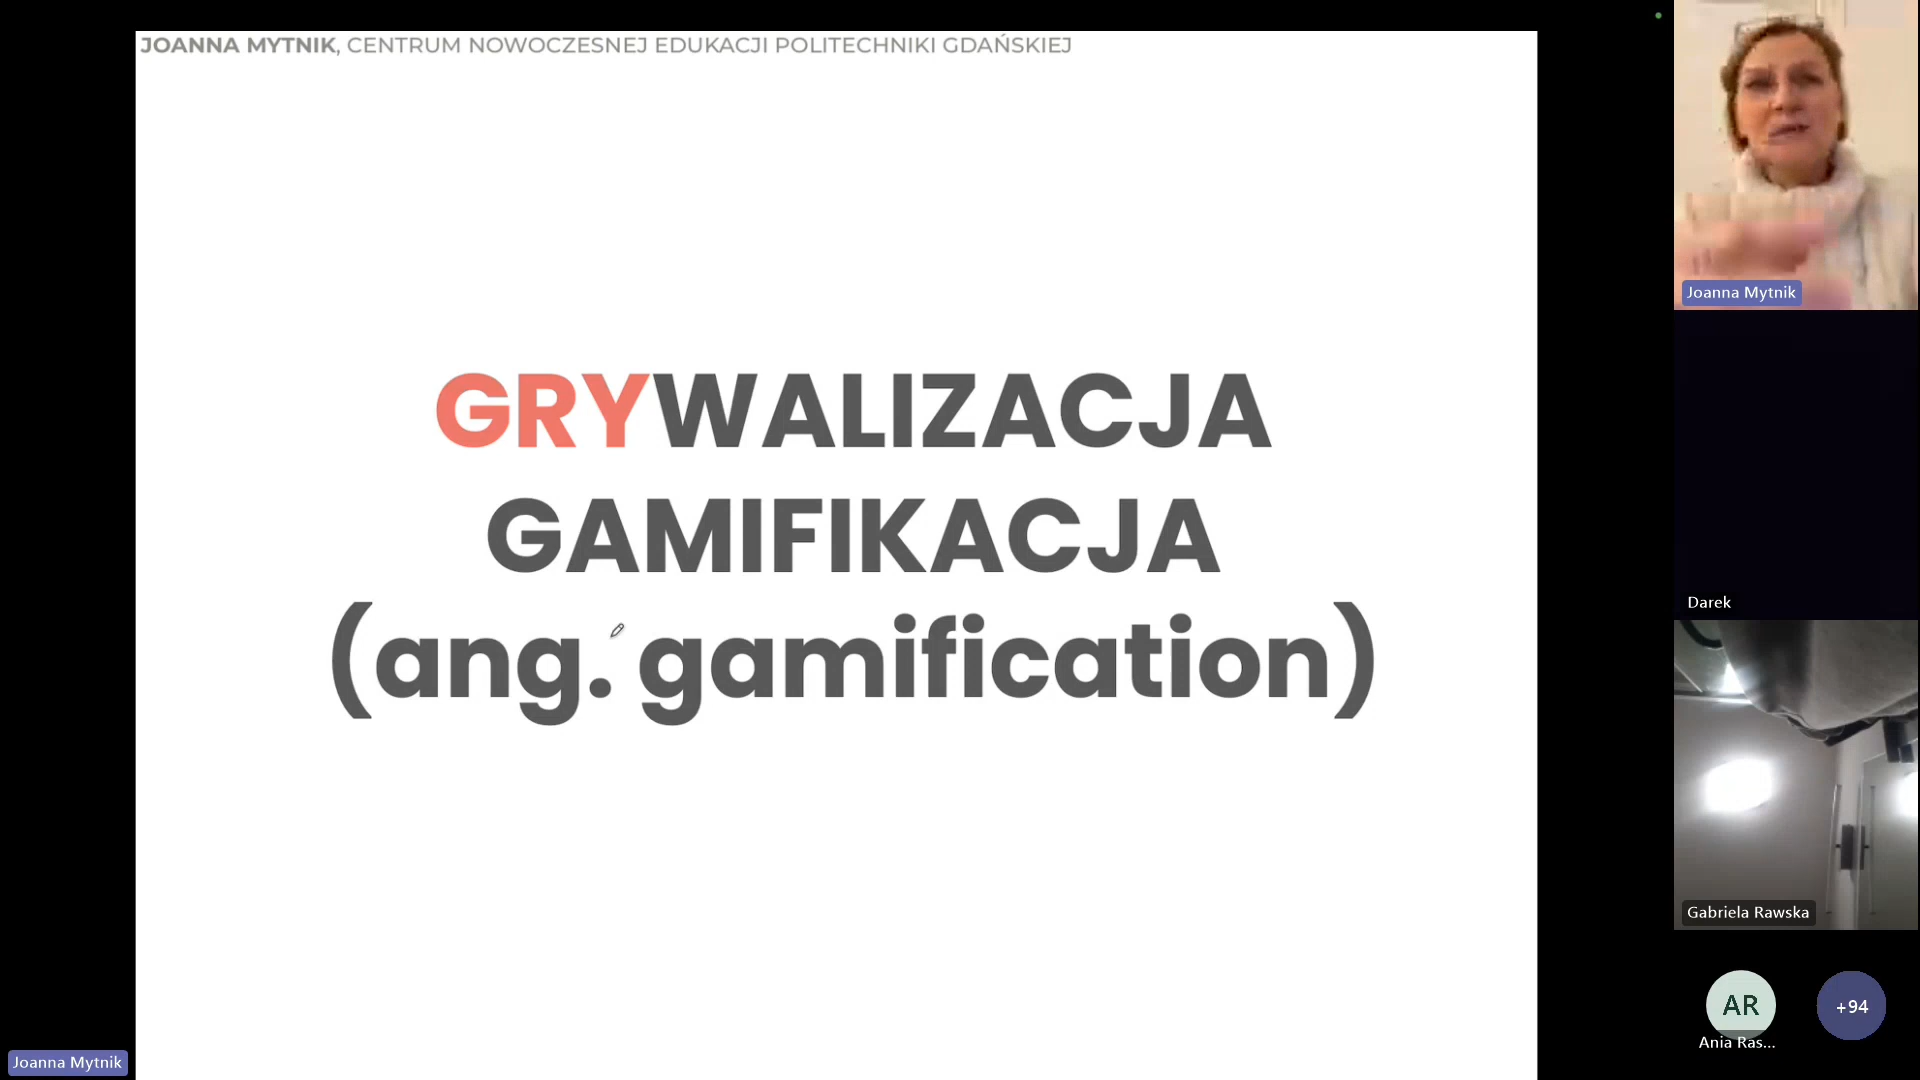 JOANNA MYTNIK, CENTRUM NOWOCZESNEJ EDUKACJI POLITECHNIKI GDAŃSKIEJ
GRYWALIZACJA
GAMIFIKACJA
(ang. gamification)
Joanna Mytnik
Darek
Gabriela Rawska
AR
+94
Ania Ras...
Joanna Mytnik